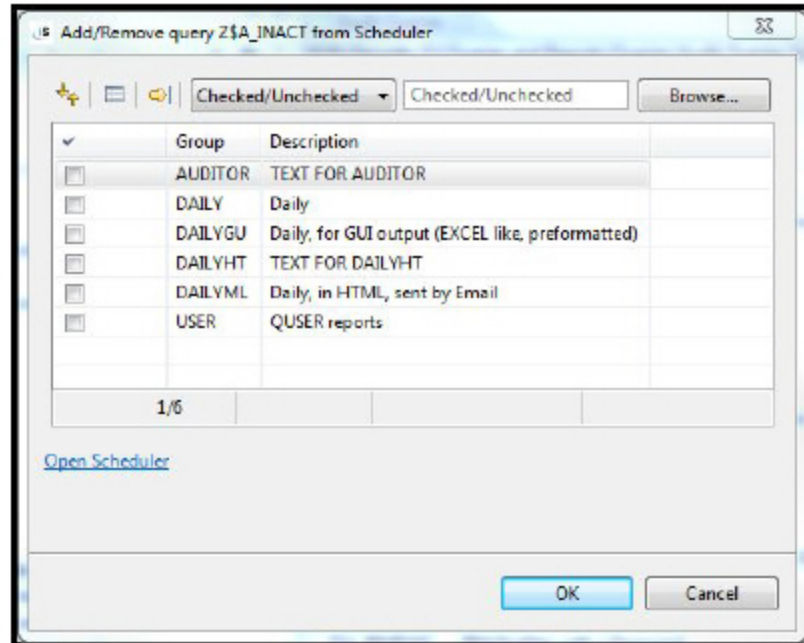 Add/Remove query Z$A_INACT from Scheduler
Checked/Unchecked Checked/Unchecked Browse...
Group Description
AUDITOR TEXT FOR AUDITOR
DAILY Daily
DAILYGU Daily, for GUI output (EXCEL like, preformatted)
DAILYHT TEXT FOR DAILYHT
DAILYML Daily, in HTML, sent by Email
USER QUSER reports
1/6
Open Scheduler
OK Cancel